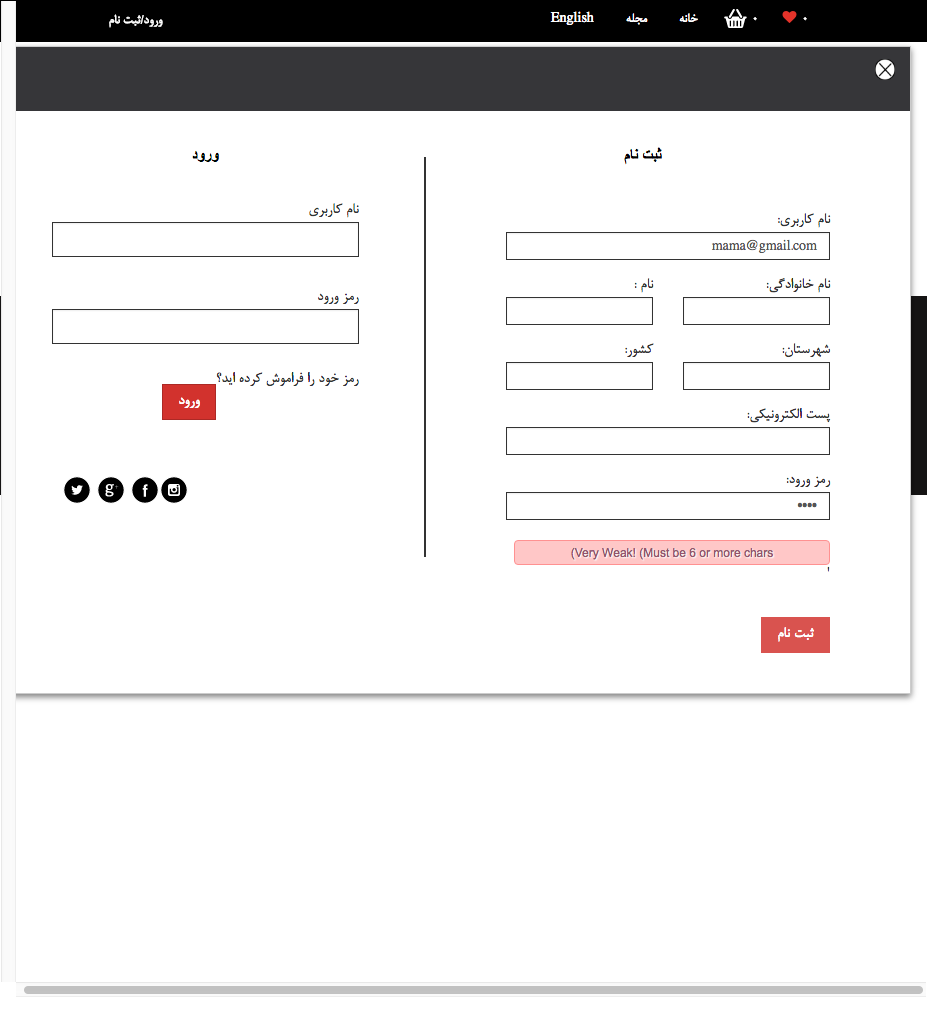 ۰ ۰ خانه مجله English ورود/ثبت نام
ثبت نام
نام کاربری:
mama@gmail.com
نام خانوادگی: نام :
شهرستان: کشور:
پست الکترونیکی:
رمز ورود:
••••
(Very Weak! (Must be 6 or more chars
'
ثبت نام
ورود
نام کاربری
رمز ورود
رمز خود را فراموش کرده اید؟
ورود